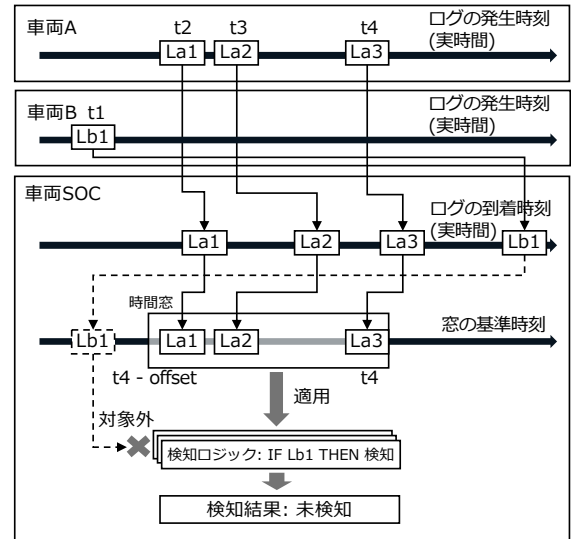 車両A
t2 t3 t4
ログの発生時刻
(実時間)
La1 La2 La3
車両B t1
ログの発生時刻
(実時間)
Lb1
車両SOC
ログの到着時刻
(実時間)
La1 La2 La3 Lb1
時間窓
窓の基準時刻
Lb1 La1 La2 La3
t4 - offset t4
適用
対象外
検知ロジック: IF Lb1 THEN 検知
検知結果: 未検知